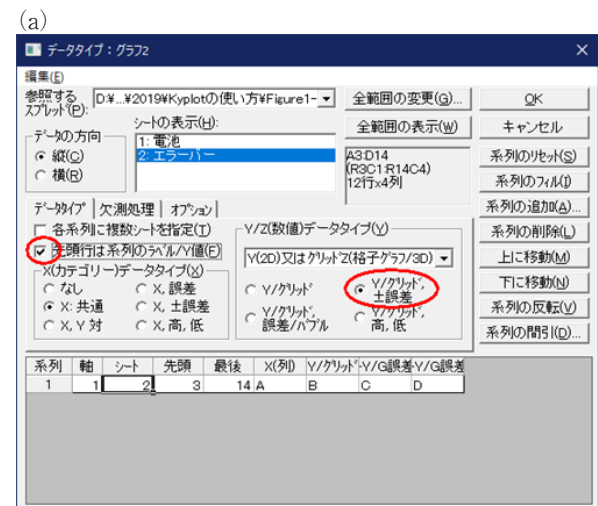 (a)
データタイプ：グラフ2
編集(E)
参照する
スプレット(P):
D:¥...¥2019¥Kyplotの使い方¥Figure1-
全範囲の変更(G)...
OK
データの方向
縦(C)
横(R)
シートの表示(H):
1: 電池
2: エラーバー
全範囲の表示(W)
A3:D14
(R3C1:R14C4)
12行x4列
キャンセル
系列のリセット(S)
系列のフィル(I)
データタイプ
欠測処理
オプション
系列の追加(A)...
各系列に複数シートを指定(T)
先頭行は系列のラベル/Y値(F)
X(カテゴリー)データタイプ(X)
なし
X, 誤差
X: 共通
X, ±誤差
X, Y 対
X, 高, 低
Y/Z(数値)データタイプ(Y)
Y(2D)又はグリッドZ(格子グラフ/3D)
Y/グリッド
Y/グリッド,
±誤差
Y/グリッド,
誤差/バブル
Y/グリッド,
高, 低
系列の削除(L)
上に移動(M)
下に移動(N)
系列の反転(V)
系列の間引(D)...
系列 軸 シート 先頭 最後 X(列) Y/グリッド -Y/G誤差 -Y/G誤差
1 1 2 3 14 A B C D